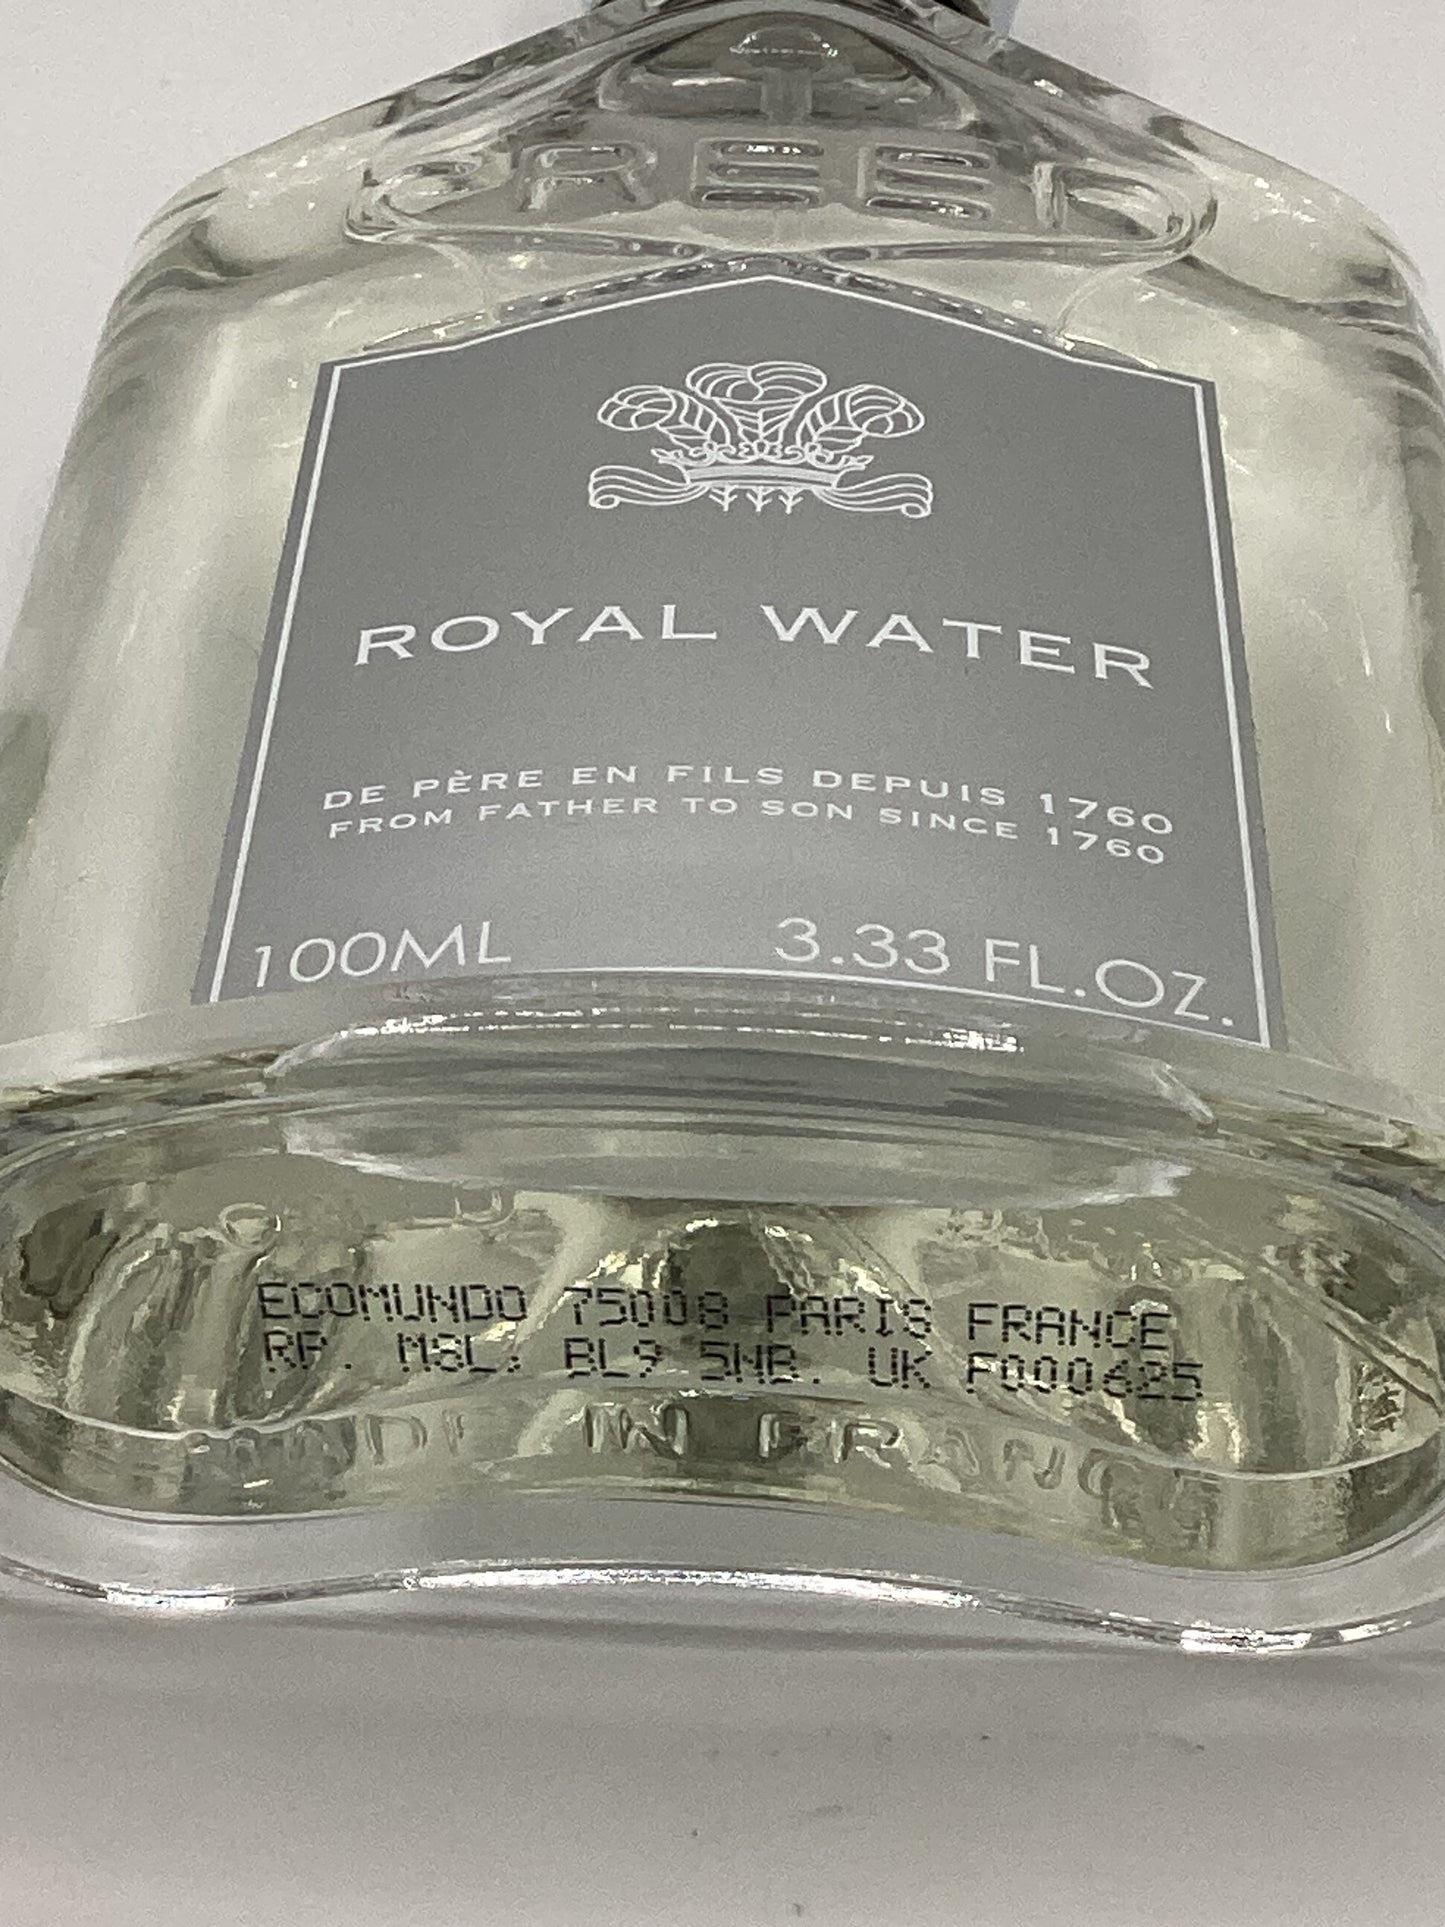 CREED
ROYAL WATER
DE PÈRE EN FILS DEPUIS 1760
FROM FATHER TO SON SINCE 1760
100ML 3.33 FL.OZ.
ECOMUNDO 75008 PARIS FRANCE
RP. MSL, BL9 5NB. UK F000625
MADE IN FRANCE